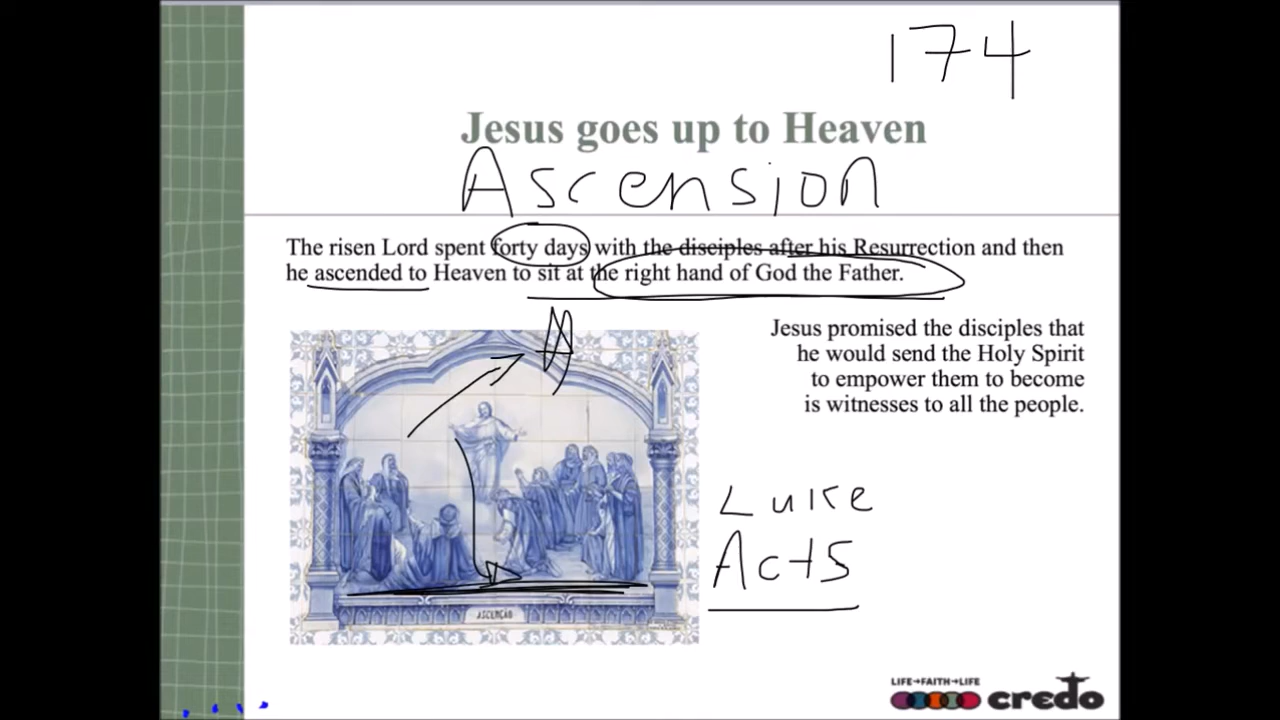 174
Jesus goes up to Heaven
Ascension
The risen Lord spent forty days with the disciples after his Resurrection and then
he ascended to Heaven to sit at the right hand of God the Father.
Jesus promised the disciples that
he would send the Holy Spirit
to empower them to become
is witnesses to all the people.
Luke
Acts
ASCENÇÃO
LIFE→FAITH→LIFE
credo